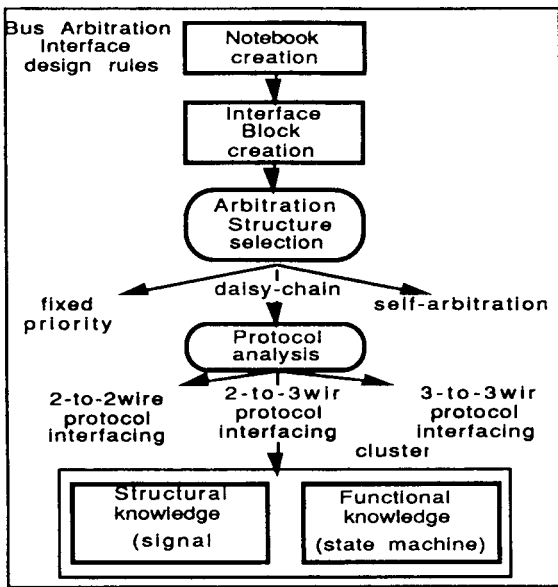 Bus Arbitration
Interface
design rules
Notebook
creation
Interface
Block
creation
Arbitration
Structure
selection
fixed
priority
daisy-chain
self-arbitration
Protocol
analysis
2-to-2wire
protocol
interfacing
2-to-3wir
protocol
interfacing
3-to-3wir
protocol
interfacing
cluster
Structural
knowledge
(signal
Functional
knowledge
(state machine)